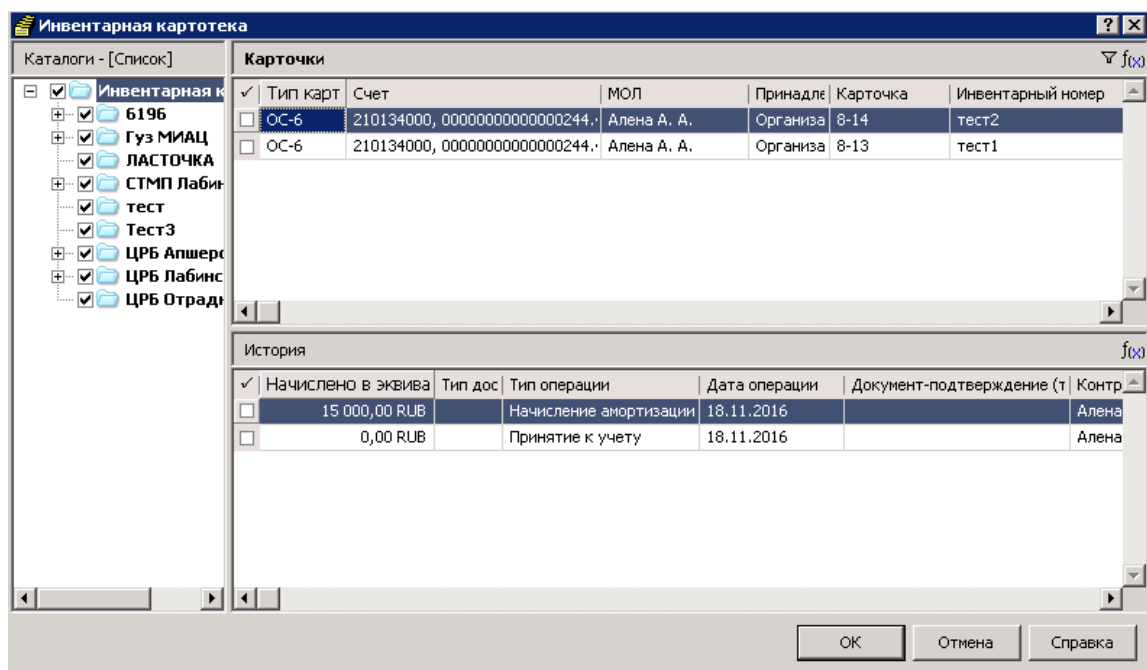 Инвентарная картотека
Каталоги - [Список]
Инвентарная к
6196
Гуз МИАЦ
ЛАСТОЧКА
СТМП Лабин
тест
Тест3
ЦРБ Апшеро
ЦРБ Лабинс
ЦРБ Отрадн
Карточки f(x)
Тип карт Счет МОЛ Принадле Карточка Инвентарный номер
ОС-6 210134000, 00000000000000244. Алена А. А. Организа 8-14 тест2
ОС-6 210134000, 00000000000000244. Алена А. А. Организа 8-13 тест1
История f(x)
Начислено в эквива Тип дос Тип операции Дата операции Документ-подтверждение (т Контр
15 000,00 RUB Начисление амортизации 18.11.2016 Алена
0,00 RUB Принятие к учету 18.11.2016 Алена
ОК Отмена Справка